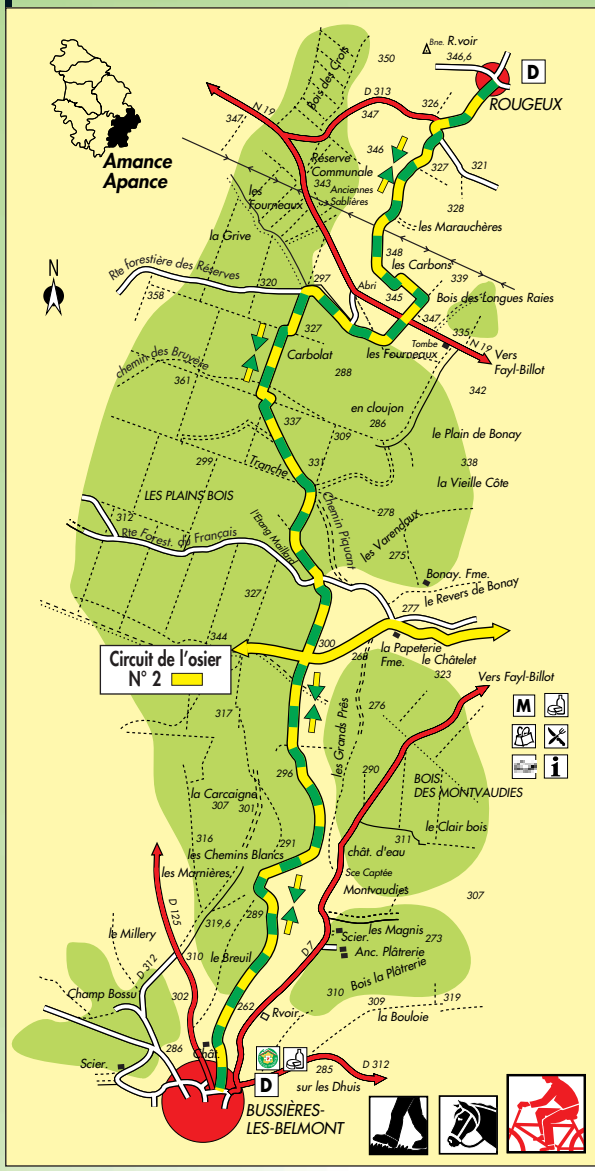 Bne. R.voir
346,6
D
ROUGEUX
Amance
Apance
350
Bois des Crois
N 19
347
D 313
347
326
346
327
321
328
Réserve
Communale
343
Anciennes
Sablières
les
Fourneaux
la Grive
les Marauchères
348
les Carbons
339
Rte forestière des Réserves
320
297
Abri
345
Bois des Longues Raies
347
335
358
N
327
Carbolat
les Fourneaux
Tombe
N 19
Vers
Fayl-Billot
chemin des Bruyère
361
288
342
en cloujon
286
337
309
le Plain de Bonay
338
299
Tranche
331
la Vieille Côte
LES PLAINS BOIS
312
Rte Forest. du Français
l'Etang Maillard
Chemin Piquant
278
les Varendaux
275
Bonay. Fme.
le Revers de Bonay
327
277
344
300
268
la Papeterie
Fme.
le Châtelet
323
Circuit de l'osier
N° 2
Vers Fayl-Billot
317
276
M
i
les Grands Prés
296
290
BOIS
DES MONTVAUDIES
la Carcaigne
307
301
le Clair bois
316
291
311
les Chemins Blancs
chât. d'eau
les Marnières
Sce Captée
Montvaudies
307
D 125
289
319,6
les Magnis
le Millery
Scier.
273
Anc. Plâtrerie
D 312
310
le Breuil
D 7
Bois la Plâtrerie
Champ Bossu
302
310
309
319
262
Rvoir.
la Bouloie
286
Chât.
Scier.
D
285
D 312
sur les Dhuis
BUSSIÈRES-
LES-BELMONT